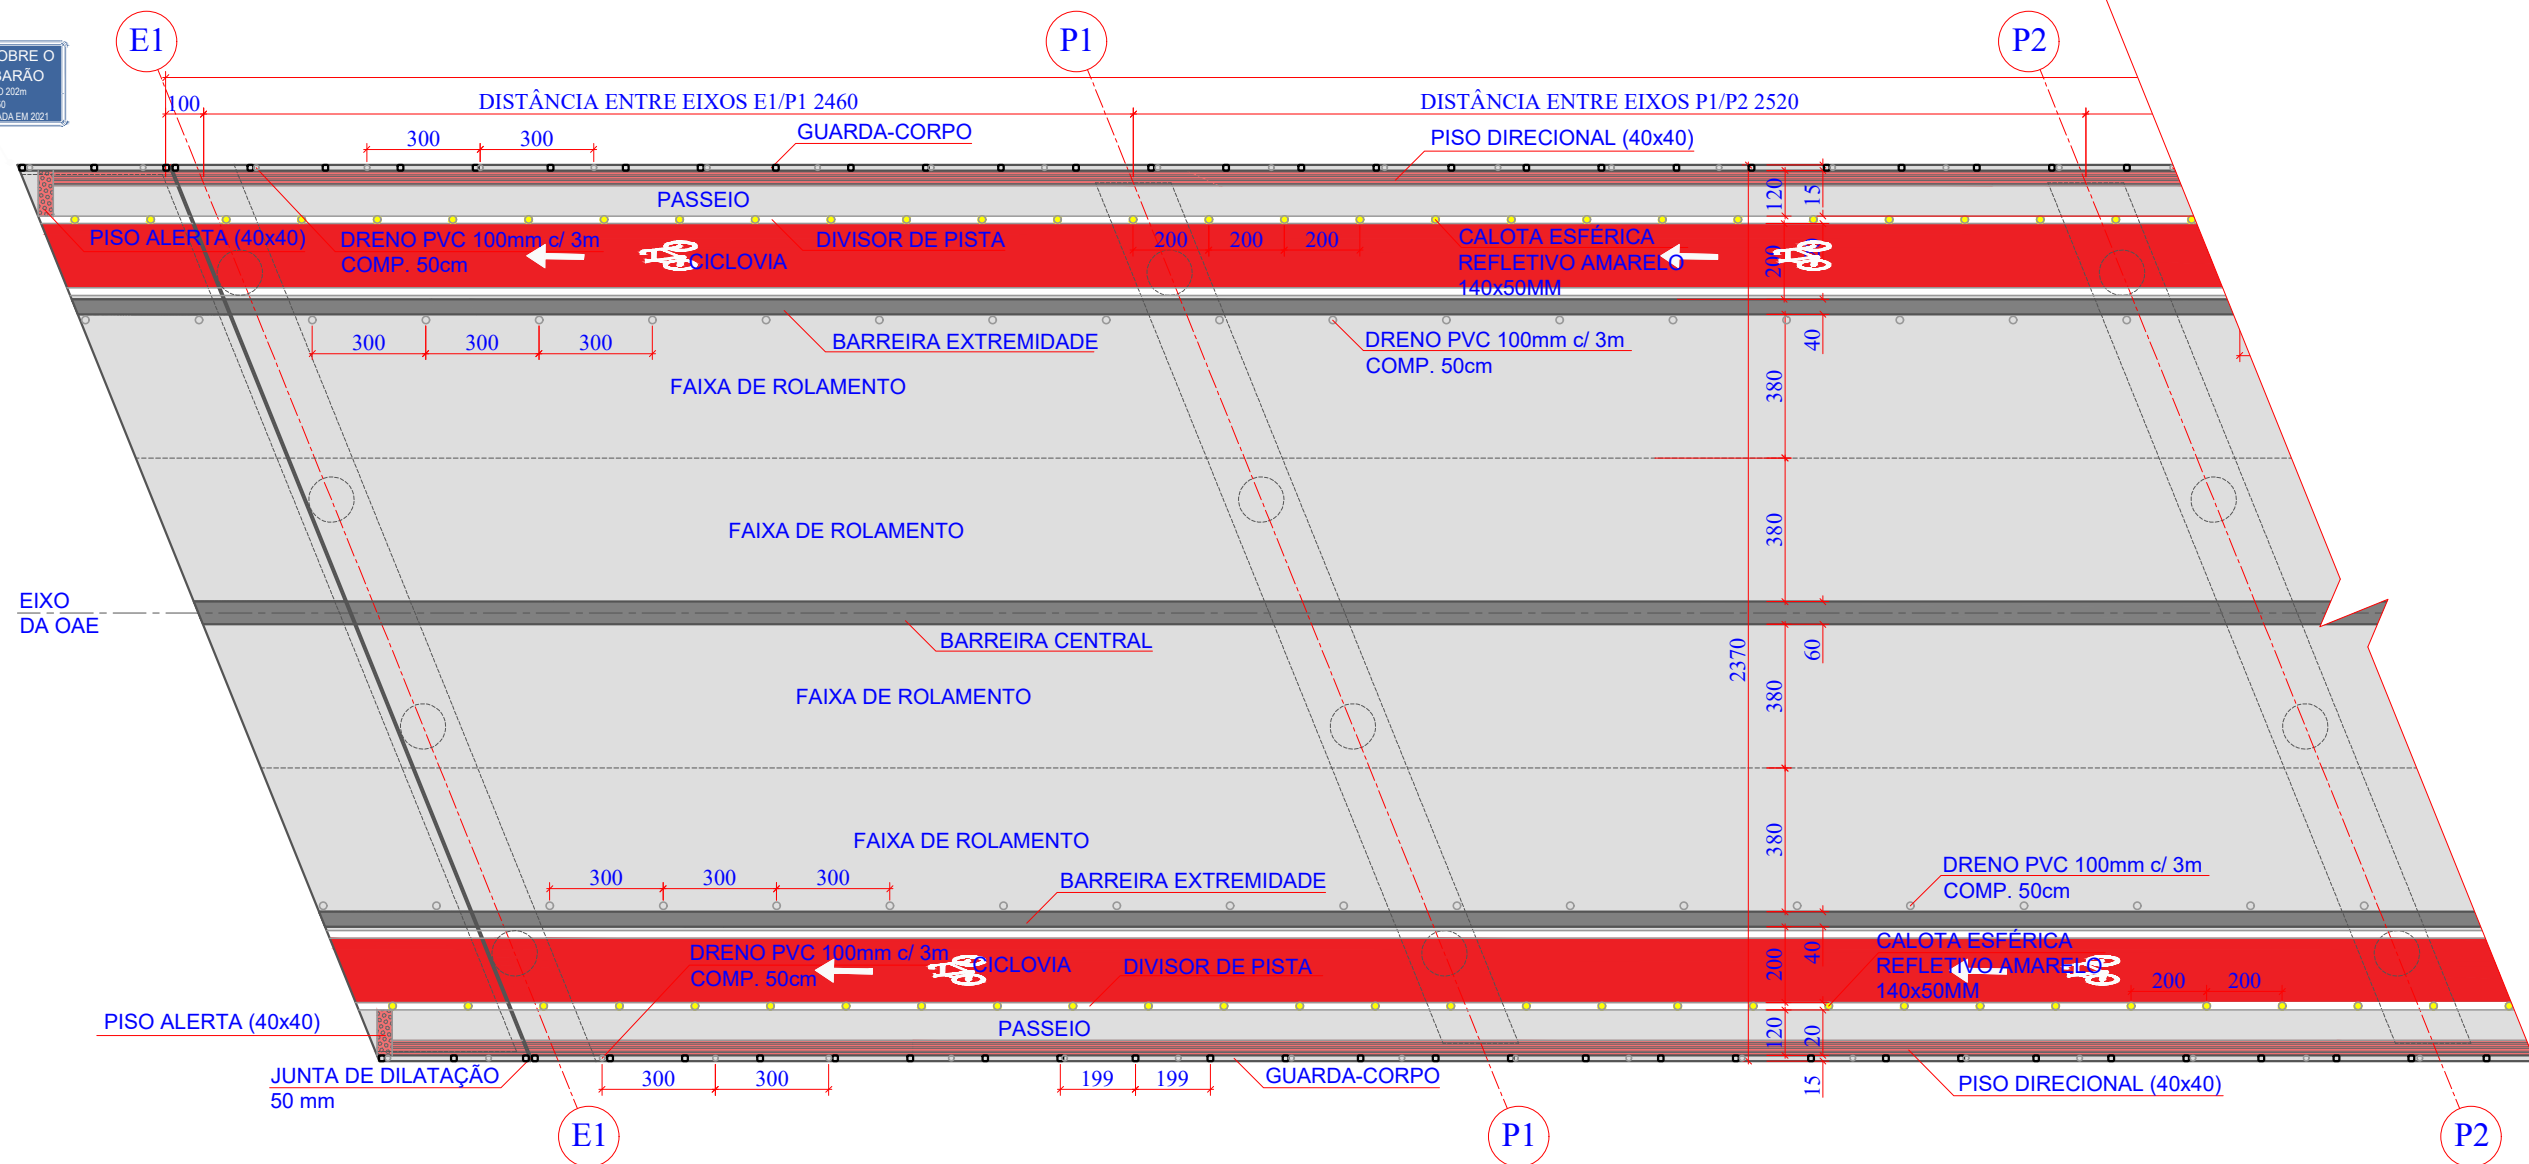 E1
P1
P2
OBRE O
BARÃO
O 202m
ADA EM 2021
100
DISTÂNCIA ENTRE EIXOS E1/P1 2460
DISTÂNCIA ENTRE EIXOS P1/P2 2520
300
300
GUARDA-CORPO
PISO DIRECIONAL (40x40)
PASSEIO
120
15
PISO ALERTA (40x40)
DRENO PVC 100mm c/ 3m
COMP. 50cm
CICLOVIA
DIVISOR DE PISTA
200
200
200
CALOTA ESFÉRICA
REFLETIVO AMARELO
140x50MM
200
300
300
300
BARREIRA EXTREMIDADE
DRENO PVC 100mm c/ 3m
COMP. 50cm
40
380
FAIXA DE ROLAMENTO
FAIXA DE ROLAMENTO
380
EIXO
DA OAE
BARREIRA CENTRAL
2370
60
FAIXA DE ROLAMENTO
380
FAIXA DE ROLAMENTO
380
300
300
300
BARREIRA EXTREMIDADE
DRENO PVC 100mm c/ 3m
COMP. 50cm
DRENO PVC 100mm c/ 3m
COMP. 50cm
CICLOVIA
DIVISOR DE PISTA
200
40
CALOTA ESFÉRICA
REFLETIVO AMARELO
140x50MM
200
200
PISO ALERTA (40x40)
PASSEIO
120
20
JUNTA DE DILATAÇÃO
50 mm
300
300
199
199
GUARDA-CORPO
15
PISO DIRECIONAL (40x40)
E1
P1
P2